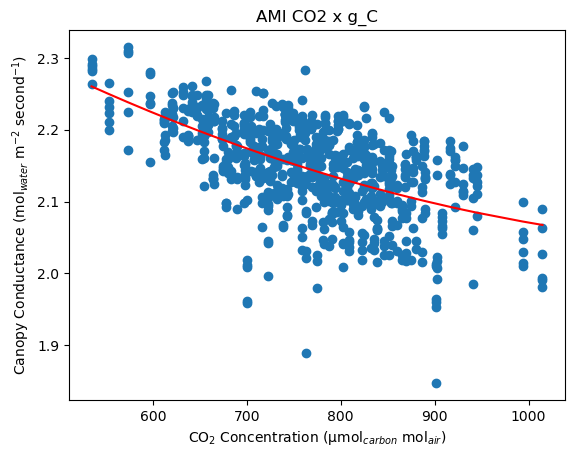 AMI CO2 x g_C
Canopy Conductance (mol$_{water}$ m$^{-2}$ second$^{-1}$)
2.3
2.2
2.1
2.0
1.9
600 700 800 900 1000
CO$_2$ Concentration (μmol$_{carbon}$ mol$_{air}$)